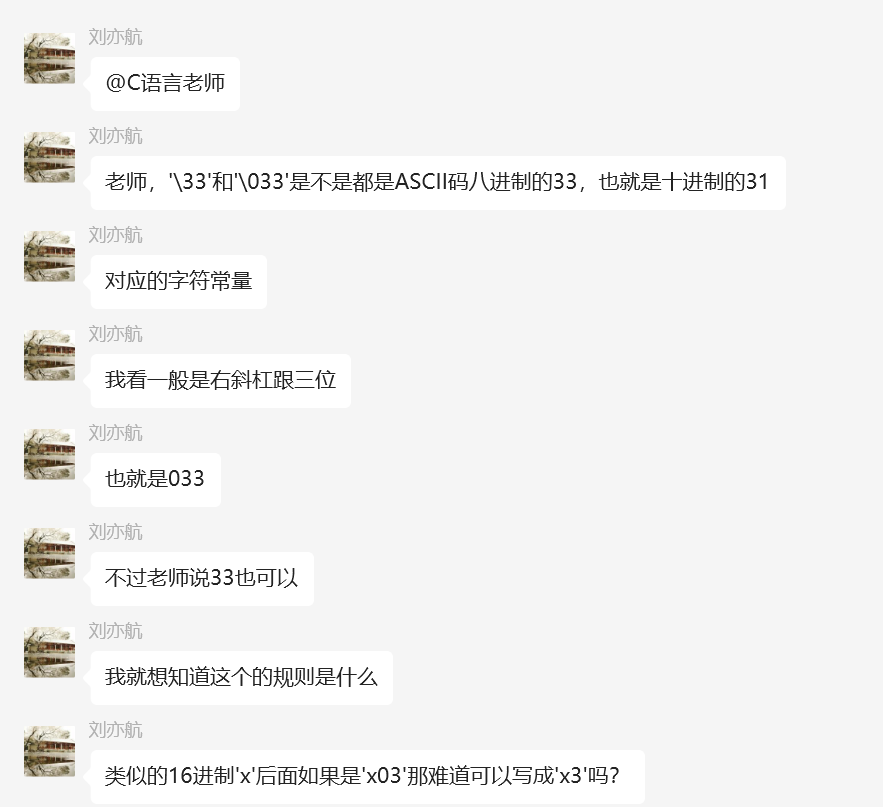 刘亦航
@C语言老师
刘亦航
老师，'\33'和'\033'是不是都是ASCII码八进制的33，也就是十进制的31
刘亦航
对应的字符常量
刘亦航
我看一般是右斜杠跟三位
刘亦航
也就是033
刘亦航
不过老师说33也可以
刘亦航
我就想知道这个的规则是什么
刘亦航
类似的16进制'x'后面如果是'x03'那难道可以写成'x3'吗？